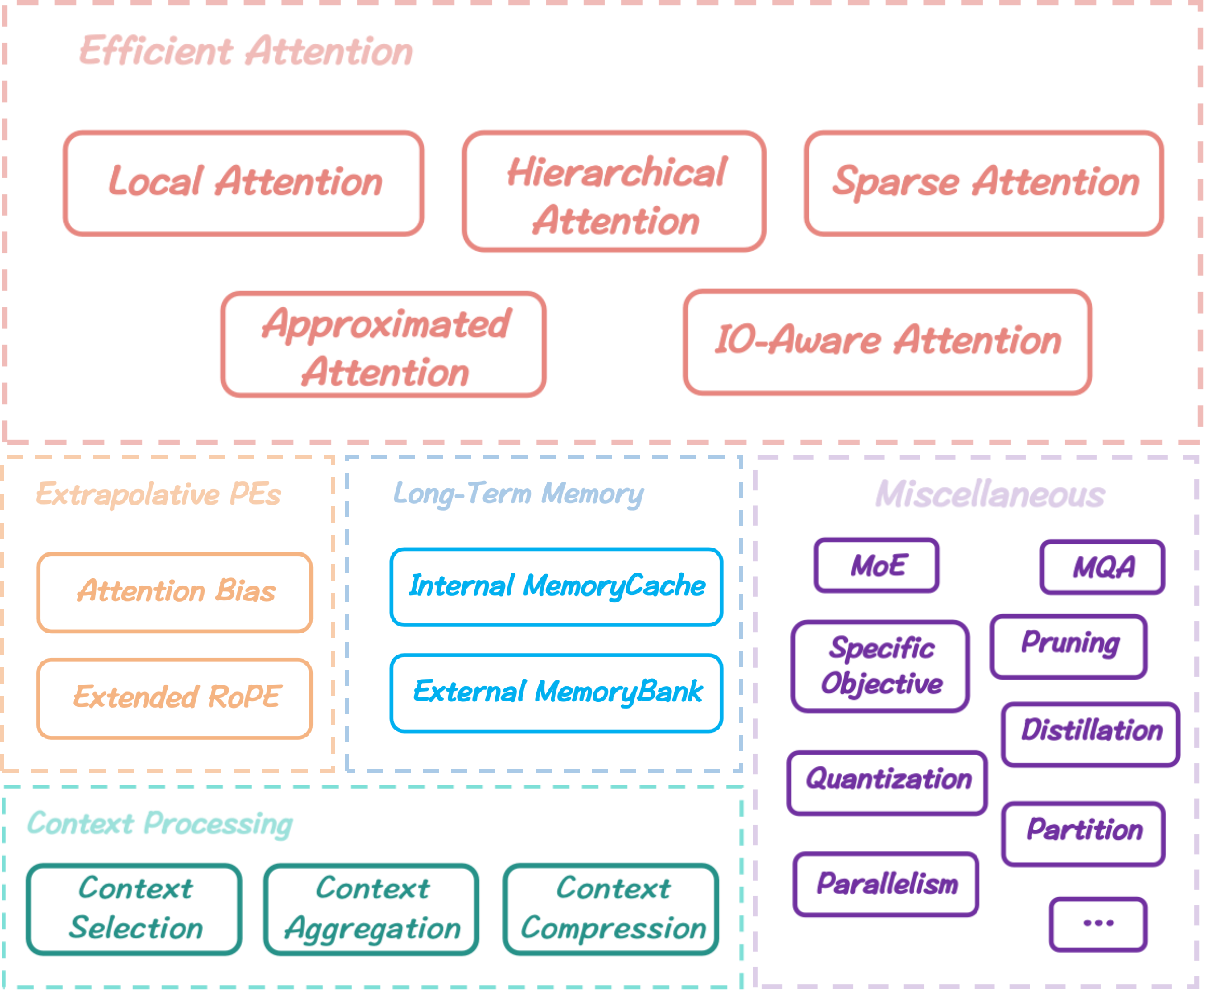 Efficient Attention
Local Attention
Hierarchical
Attention
Sparse Attention
Approximated
Attention
IO-Aware Attention
Extrapolative PEs
Attention Bias
Extended RoPE
Long-Term Memory
Internal MemoryCache
External MemoryBank
Context Processing
Context
Selection
Context
Aggregation
Context
Compression
Miscellaneous
MoE
MQA
Specific
Objective
Pruning
Distillation
Quantization
Partition
Parallelism
...